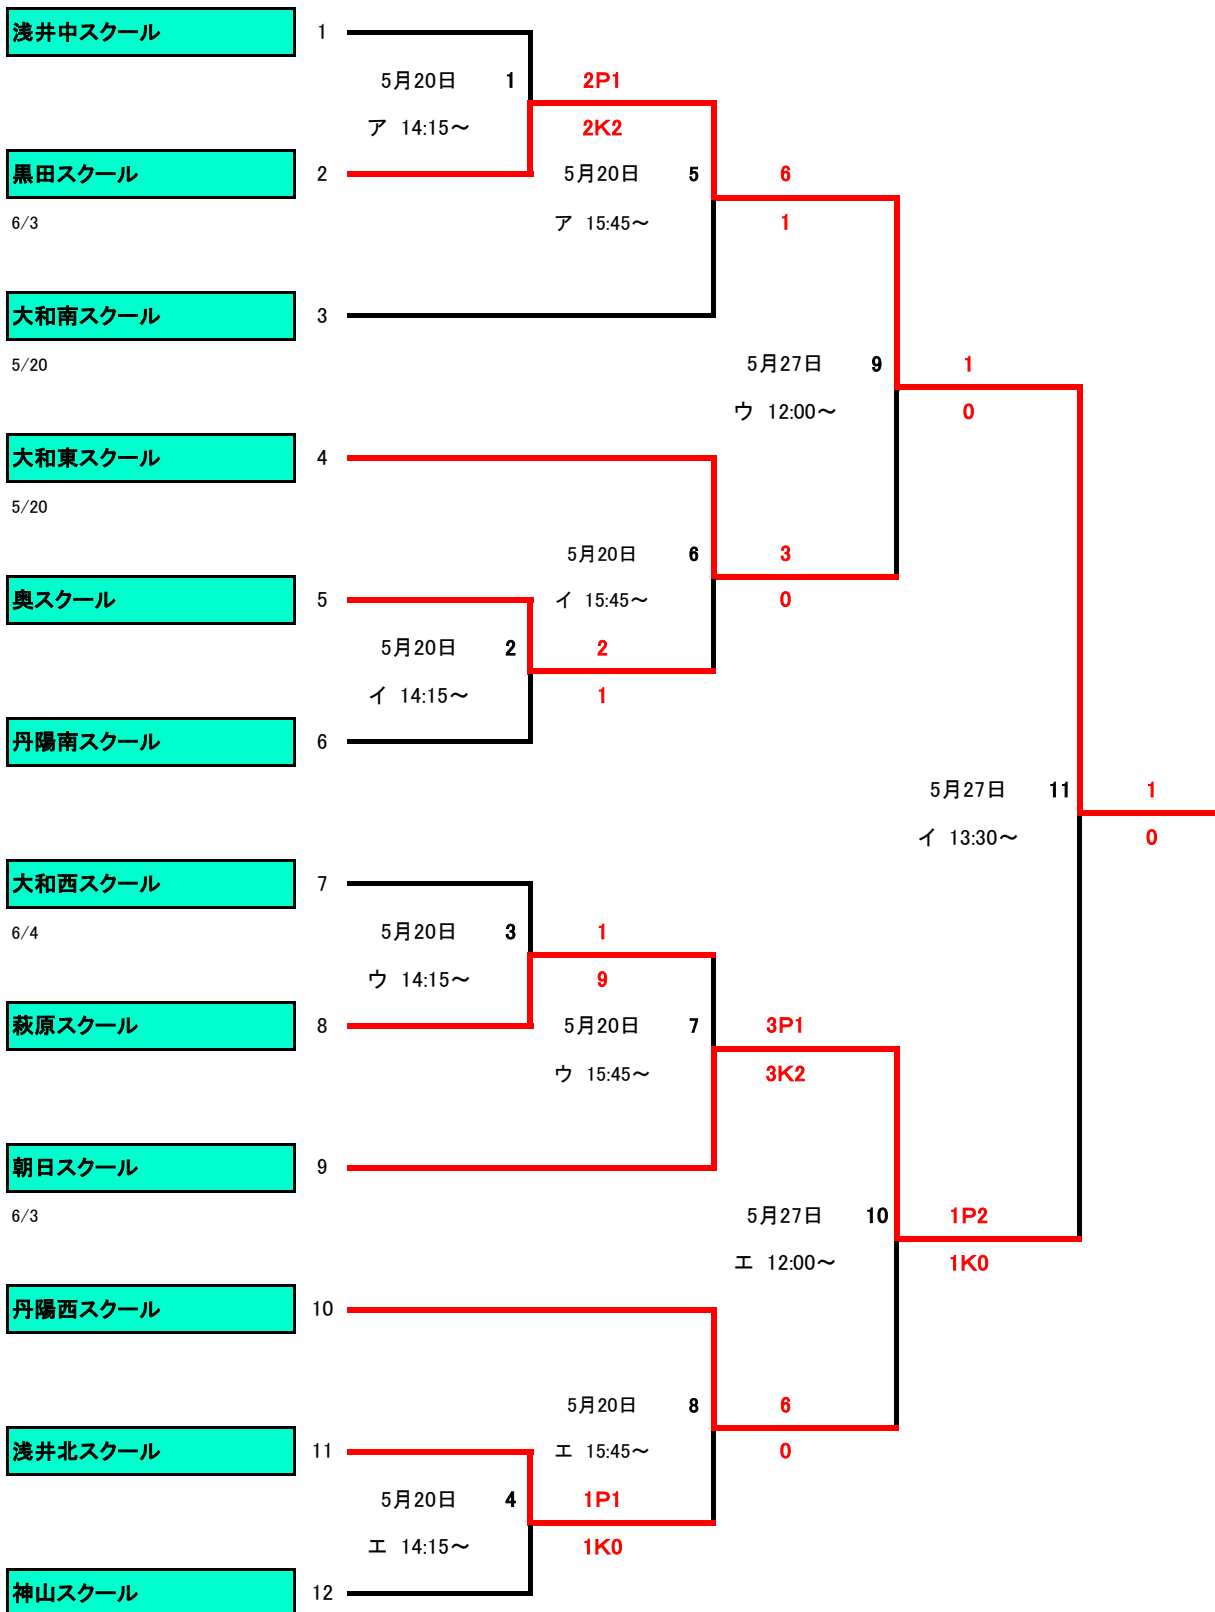 浅井中スクール 1
5月20日 1 2P1
ア 14:15～ 2K2
黒田スクール 2 5月20日 5 6
6/3 ア 15:45～ 1
大和南スクール 3
5/20 5月27日 9 1
ウ 12:00～ 0
大和東スクール 4
5/20
5月20日 6 3
奥スクール 5 イ 15:45～ 0
5月20日 2 2
イ 14:15～ 1
丹陽南スクール 6
5月27日 11 1
イ 13:30～ 0
大和西スクール 7
6/4 5月20日 3 1
ウ 14:15～ 9
萩原スクール 8 5月20日 7 3P1
ウ 15:45～ 3K2
朝日スクール 9
6/3 5月27日 10 1P2
エ 12:00～ 1K0
丹陽西スクール 10
5月20日 8 6
浅井北スクール 11 エ 15:45～ 0
5月20日 4 1P1
エ 14:15～ 1K0
神山スクール 12